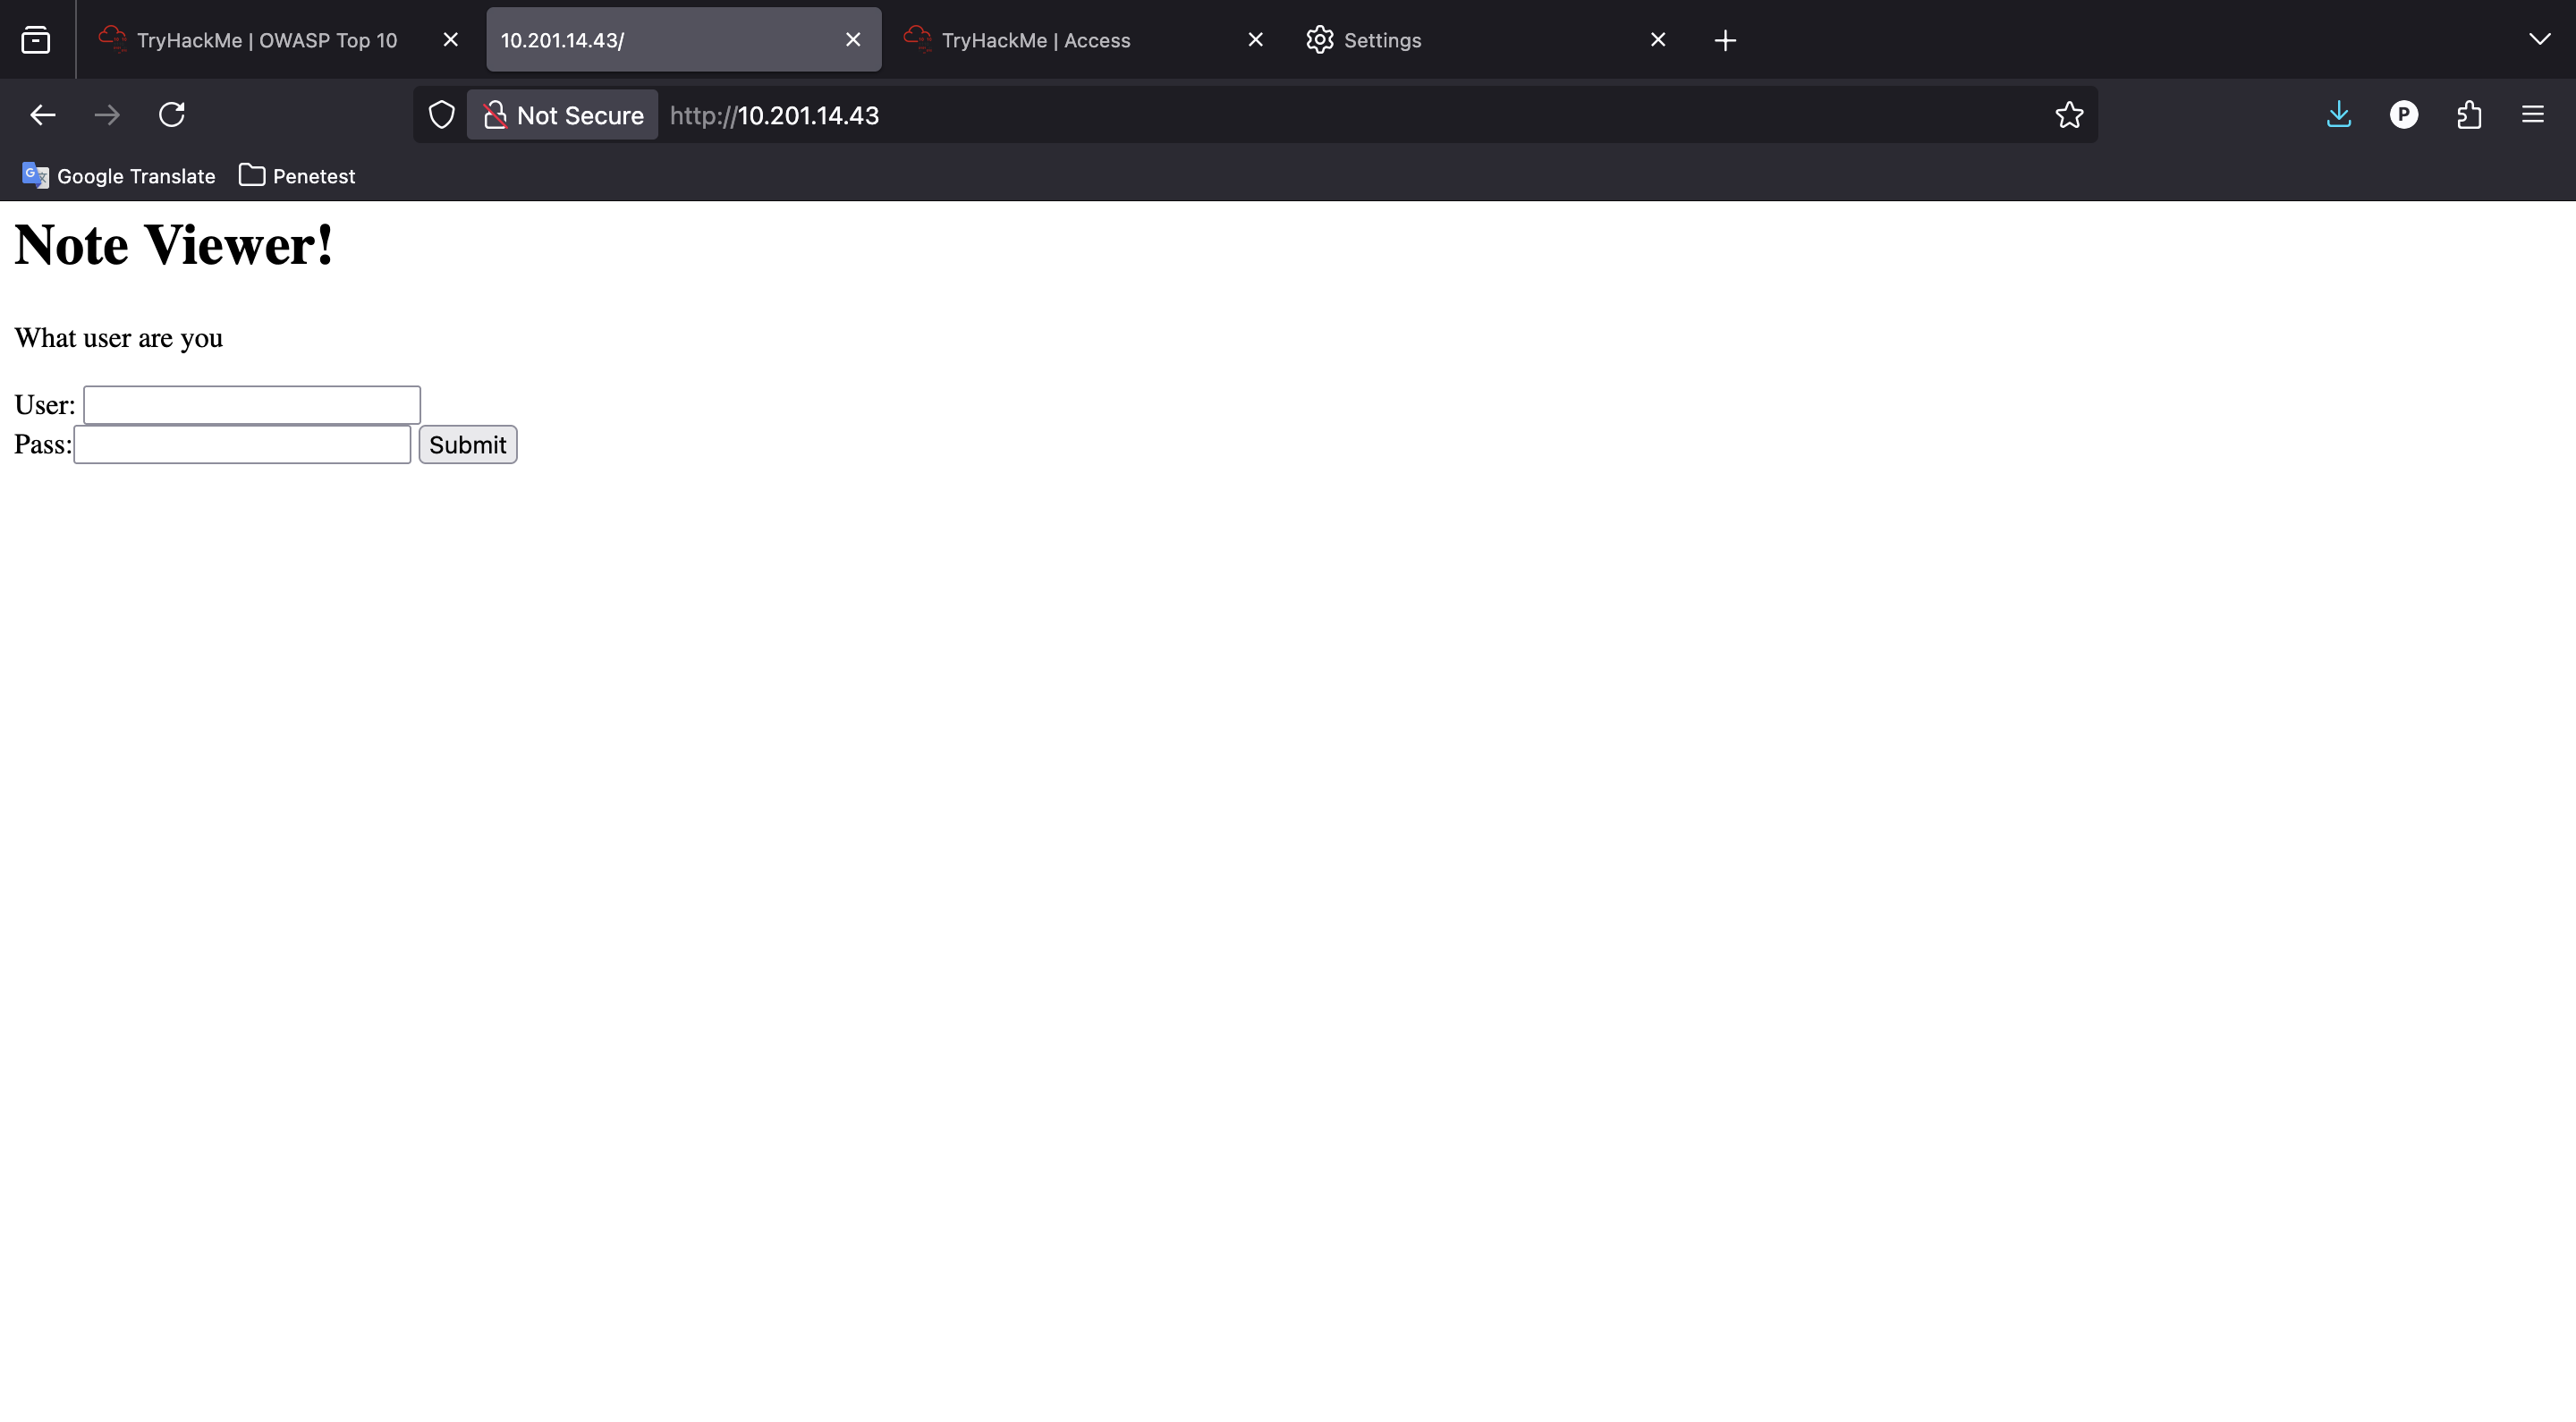 TryHackMe | OWASP Top 10
10.201.14.43/
TryHackMe | Access
Settings
Not Secure
http://10.201.14.43
P
Google Translate
Penetest
Note Viewer!
What user are you
User:
Pass:
Submit